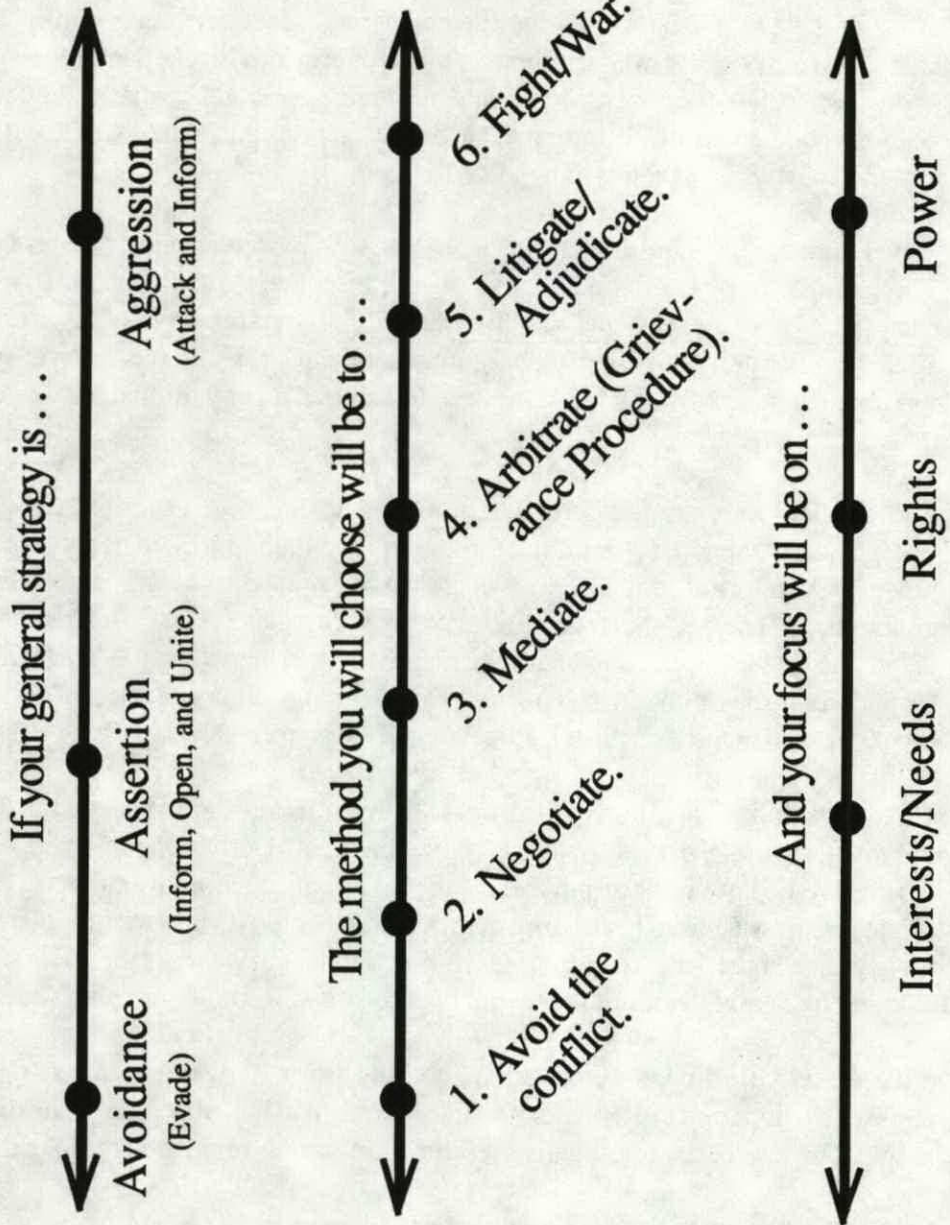 If your general strategy is ....
Avoidance
(Evade)
Assertion
(Inform, Open, and Unite)
Aggression
(Attack and Inform)
The method you will choose will be to ....
1. Avoid the
conflict.
2. Negotiate.
3. Mediate.
4. Arbitrate (Griev-
ance Procedure).
5. Litigate/
Adjudicate.
6. Fight/War.
And your focus will be on ....
Interests/Needs
Rights
Power